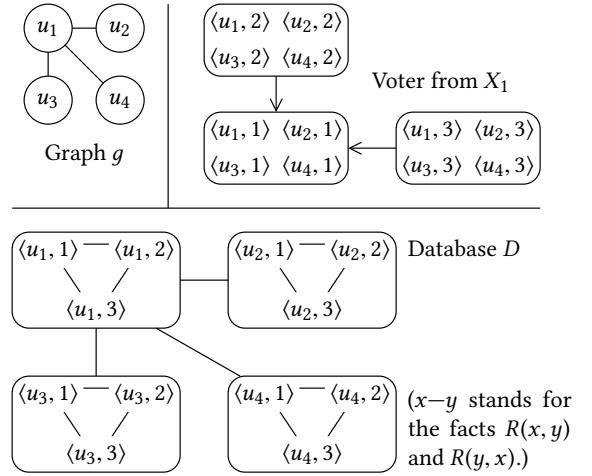 u₁ u₂
u₃ u₄
Graph g
⟨u₁, 2⟩ ⟨u₂, 2⟩
⟨u₃, 2⟩ ⟨u₄, 2⟩
Voter from X₁
⟨u₁, 1⟩ ⟨u₂, 1⟩
⟨u₃, 1⟩ ⟨u₄, 1⟩
⟨u₁, 3⟩ ⟨u₂, 3⟩
⟨u₃, 3⟩ ⟨u₄, 3⟩
⟨u₁, 1⟩ — ⟨u₁, 2⟩
⟨u₁, 3⟩
⟨u₂, 1⟩ — ⟨u₂, 2⟩
⟨u₂, 3⟩
Database D
⟨u₃, 1⟩ — ⟨u₃, 2⟩
⟨u₃, 3⟩
⟨u₄, 1⟩ — ⟨u₄, 2⟩
⟨u₄, 3⟩
(x—y stands for
the facts R(x, y)
and R(y, x).)